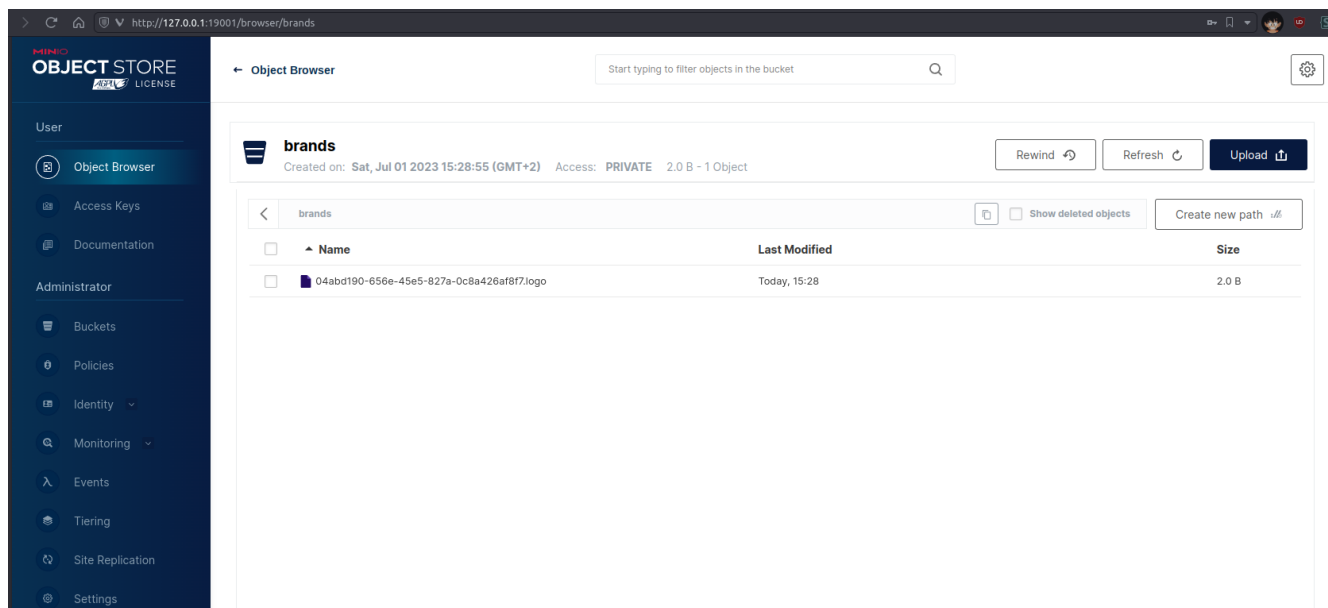 http://127.0.0.1:19001/browser/brands
MINIO
OBJECT STORE
AGPLv3 LICENSE
← Object Browser
Start typing to filter objects in the bucket
User
Object Browser
Access Keys
Documentation
Administrator
Buckets
Policies
Identity
Monitoring
Events
Tiering
Site Replication
Settings
brands
Created on: Sat, Jul 01 2023 15:28:55 (GMT+2) Access: PRIVATE 2.0 B - 1 Object
Rewind
Refresh
Upload
brands
Show deleted objects
Create new path
Name Last Modified Size
04abd190-656e-45e5-827a-0c8a426af8f7.logo Today, 15:28 2.0 B